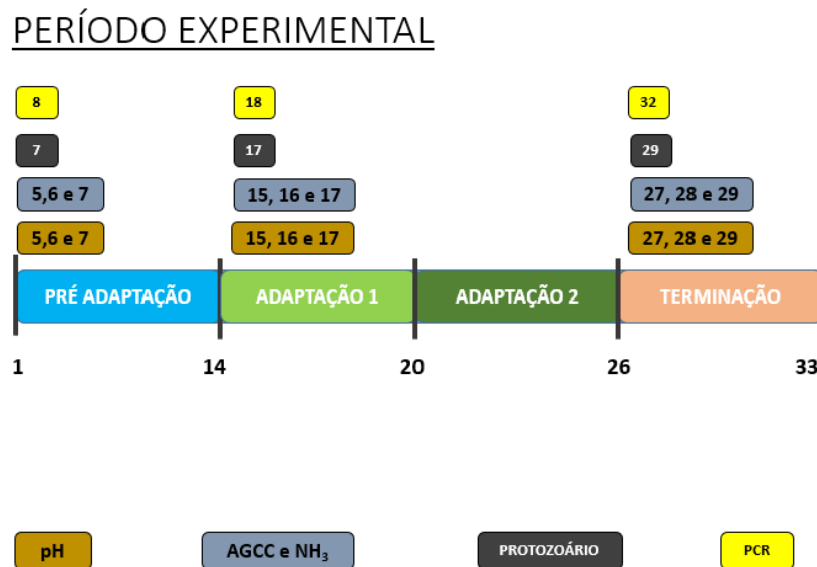 PERÍODO EXPERIMENTAL
8 18 32
7 17 29
5,6 e 7 15, 16 e 17 27, 28 e 29
5,6 e 7 15, 16 e 17 27, 28 e 29
PRÉ ADAPTAÇÃO ADAPTAÇÃO 1 ADAPTAÇÃO 2 TERMINAÇÃO
1 14 20 26 33
pH AGCC e NH₃ PROTOZOÁRIO PCR